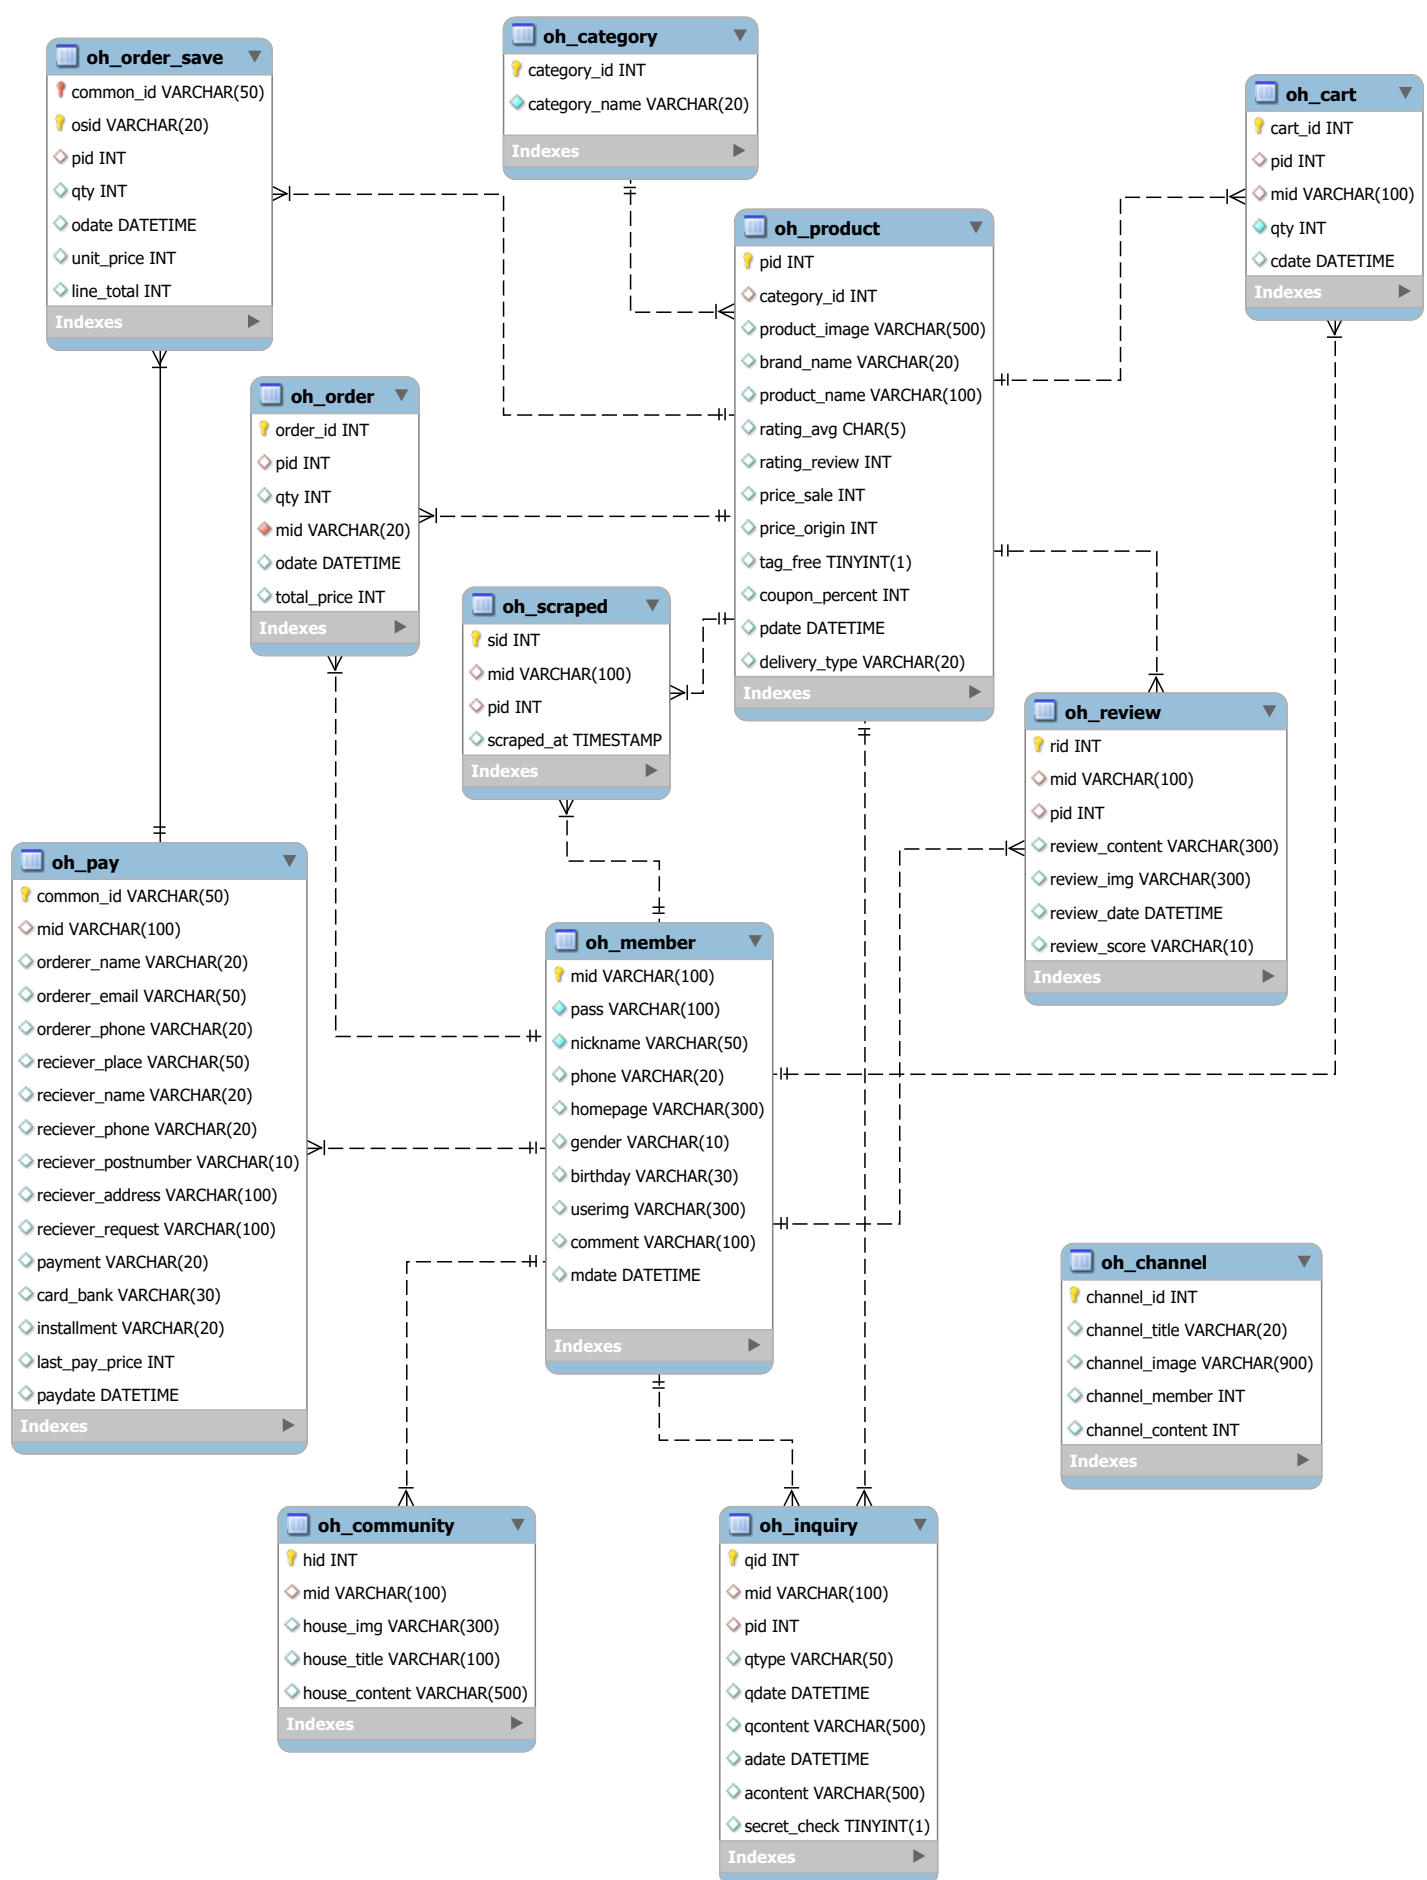 oh_order_save
common_id VARCHAR(50)
osid VARCHAR(20)
pid INT
qty INT
odate DATETIME
unit_price INT
line_total INT
Indexes
oh_category
category_id INT
category_name VARCHAR(20)
Indexes
oh_cart
cart_id INT
pid INT
mid VARCHAR(100)
qty INT
cdate DATETIME
Indexes
oh_product
pid INT
category_id INT
product_image VARCHAR(500)
brand_name VARCHAR(20)
product_name VARCHAR(100)
rating_avg CHAR(5)
rating_review INT
price_sale INT
price_origin INT
tag_free TINYINT(1)
coupon_percent INT
pdate DATETIME
delivery_type VARCHAR(20)
Indexes
oh_order
order_id INT
pid INT
qty INT
mid VARCHAR(20)
odate DATETIME
total_price INT
Indexes
oh_scraped
sid INT
mid VARCHAR(100)
pid INT
scraped_at TIMESTAMP
Indexes
oh_review
rid INT
mid VARCHAR(100)
pid INT
review_content VARCHAR(300)
review_img VARCHAR(300)
review_date DATETIME
review_score VARCHAR(10)
Indexes
oh_pay
common_id VARCHAR(50)
mid VARCHAR(100)
orderer_name VARCHAR(20)
orderer_email VARCHAR(50)
orderer_phone VARCHAR(20)
reciever_place VARCHAR(50)
reciever_name VARCHAR(20)
reciever_phone VARCHAR(20)
reciever_postnumber VARCHAR(10)
reciever_address VARCHAR(100)
reciever_request VARCHAR(100)
payment VARCHAR(20)
card_bank VARCHAR(30)
installment VARCHAR(20)
last_pay_price INT
paydate DATETIME
Indexes
oh_member
mid VARCHAR(100)
pass VARCHAR(100)
nickname VARCHAR(50)
phone VARCHAR(20)
homepage VARCHAR(300)
gender VARCHAR(10)
birthday VARCHAR(30)
userimg VARCHAR(300)
comment VARCHAR(100)
mdate DATETIME
Indexes
oh_channel
channel_id INT
channel_title VARCHAR(20)
channel_image VARCHAR(900)
channel_member INT
channel_content INT
Indexes
oh_community
hid INT
mid VARCHAR(100)
house_img VARCHAR(300)
house_title VARCHAR(100)
house_content VARCHAR(500)
Indexes
oh_inquiry
qid INT
mid VARCHAR(100)
pid INT
qtype VARCHAR(50)
qdate DATETIME
qcontent VARCHAR(500)
adate DATETIME
acontent VARCHAR(500)
secret_check TINYINT(1)
Indexes